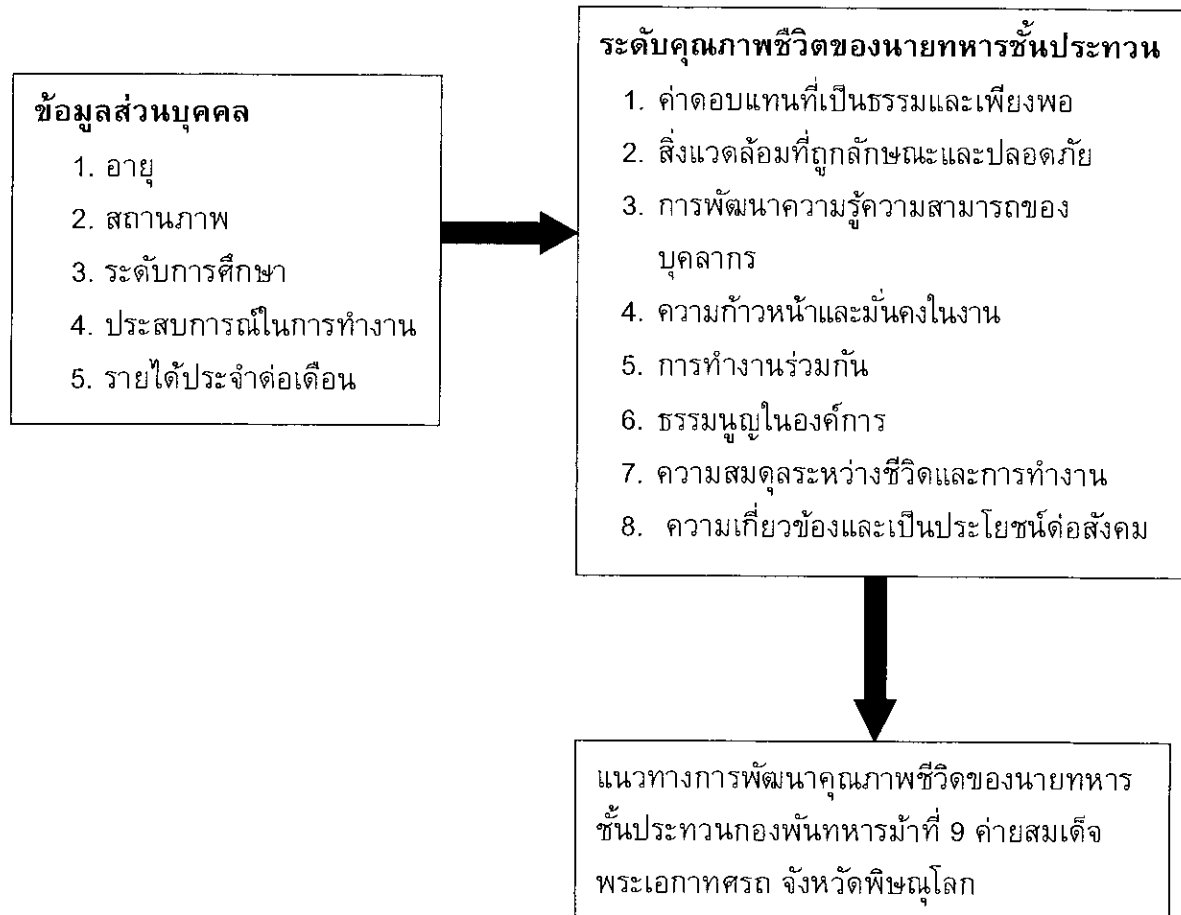 ข้อมูลส่วนบุคคล
1. อายุ
2. สถานภาพ
3. ระดับการศึกษา
4. ประสบการณ์ในการทำงาน
5. รายได้ประจำต่อเดือน
ระดับคุณภาพชีวิตของนายทหารชั้นประทวน
1. ค่าตอบแทนที่เป็นธรรมและเพียงพอ
2. สิ่งแวดล้อมที่ถูกลักษณะและปลอดภัย
3. การพัฒนาความรู้ความสามารถของ
บุคลากร
4. ความก้าวหน้าและมั่นคงในงาน
5. การทำงานร่วมกัน
6. ธรรมนูญในองค์การ
7. ความสมดุลระหว่างชีวิตและการทำงาน
8. ความเกี่ยวข้องและเป็นประโยชน์ต่อสังคม
แนวทางการพัฒนาคุณภาพชีวิตของนายทหาร
ชั้นประทวนกองพันทหารม้าที่ 9 ค่ายสมเด็จ
พระเอกาทศรถ จังหวัดพิษณุโลก